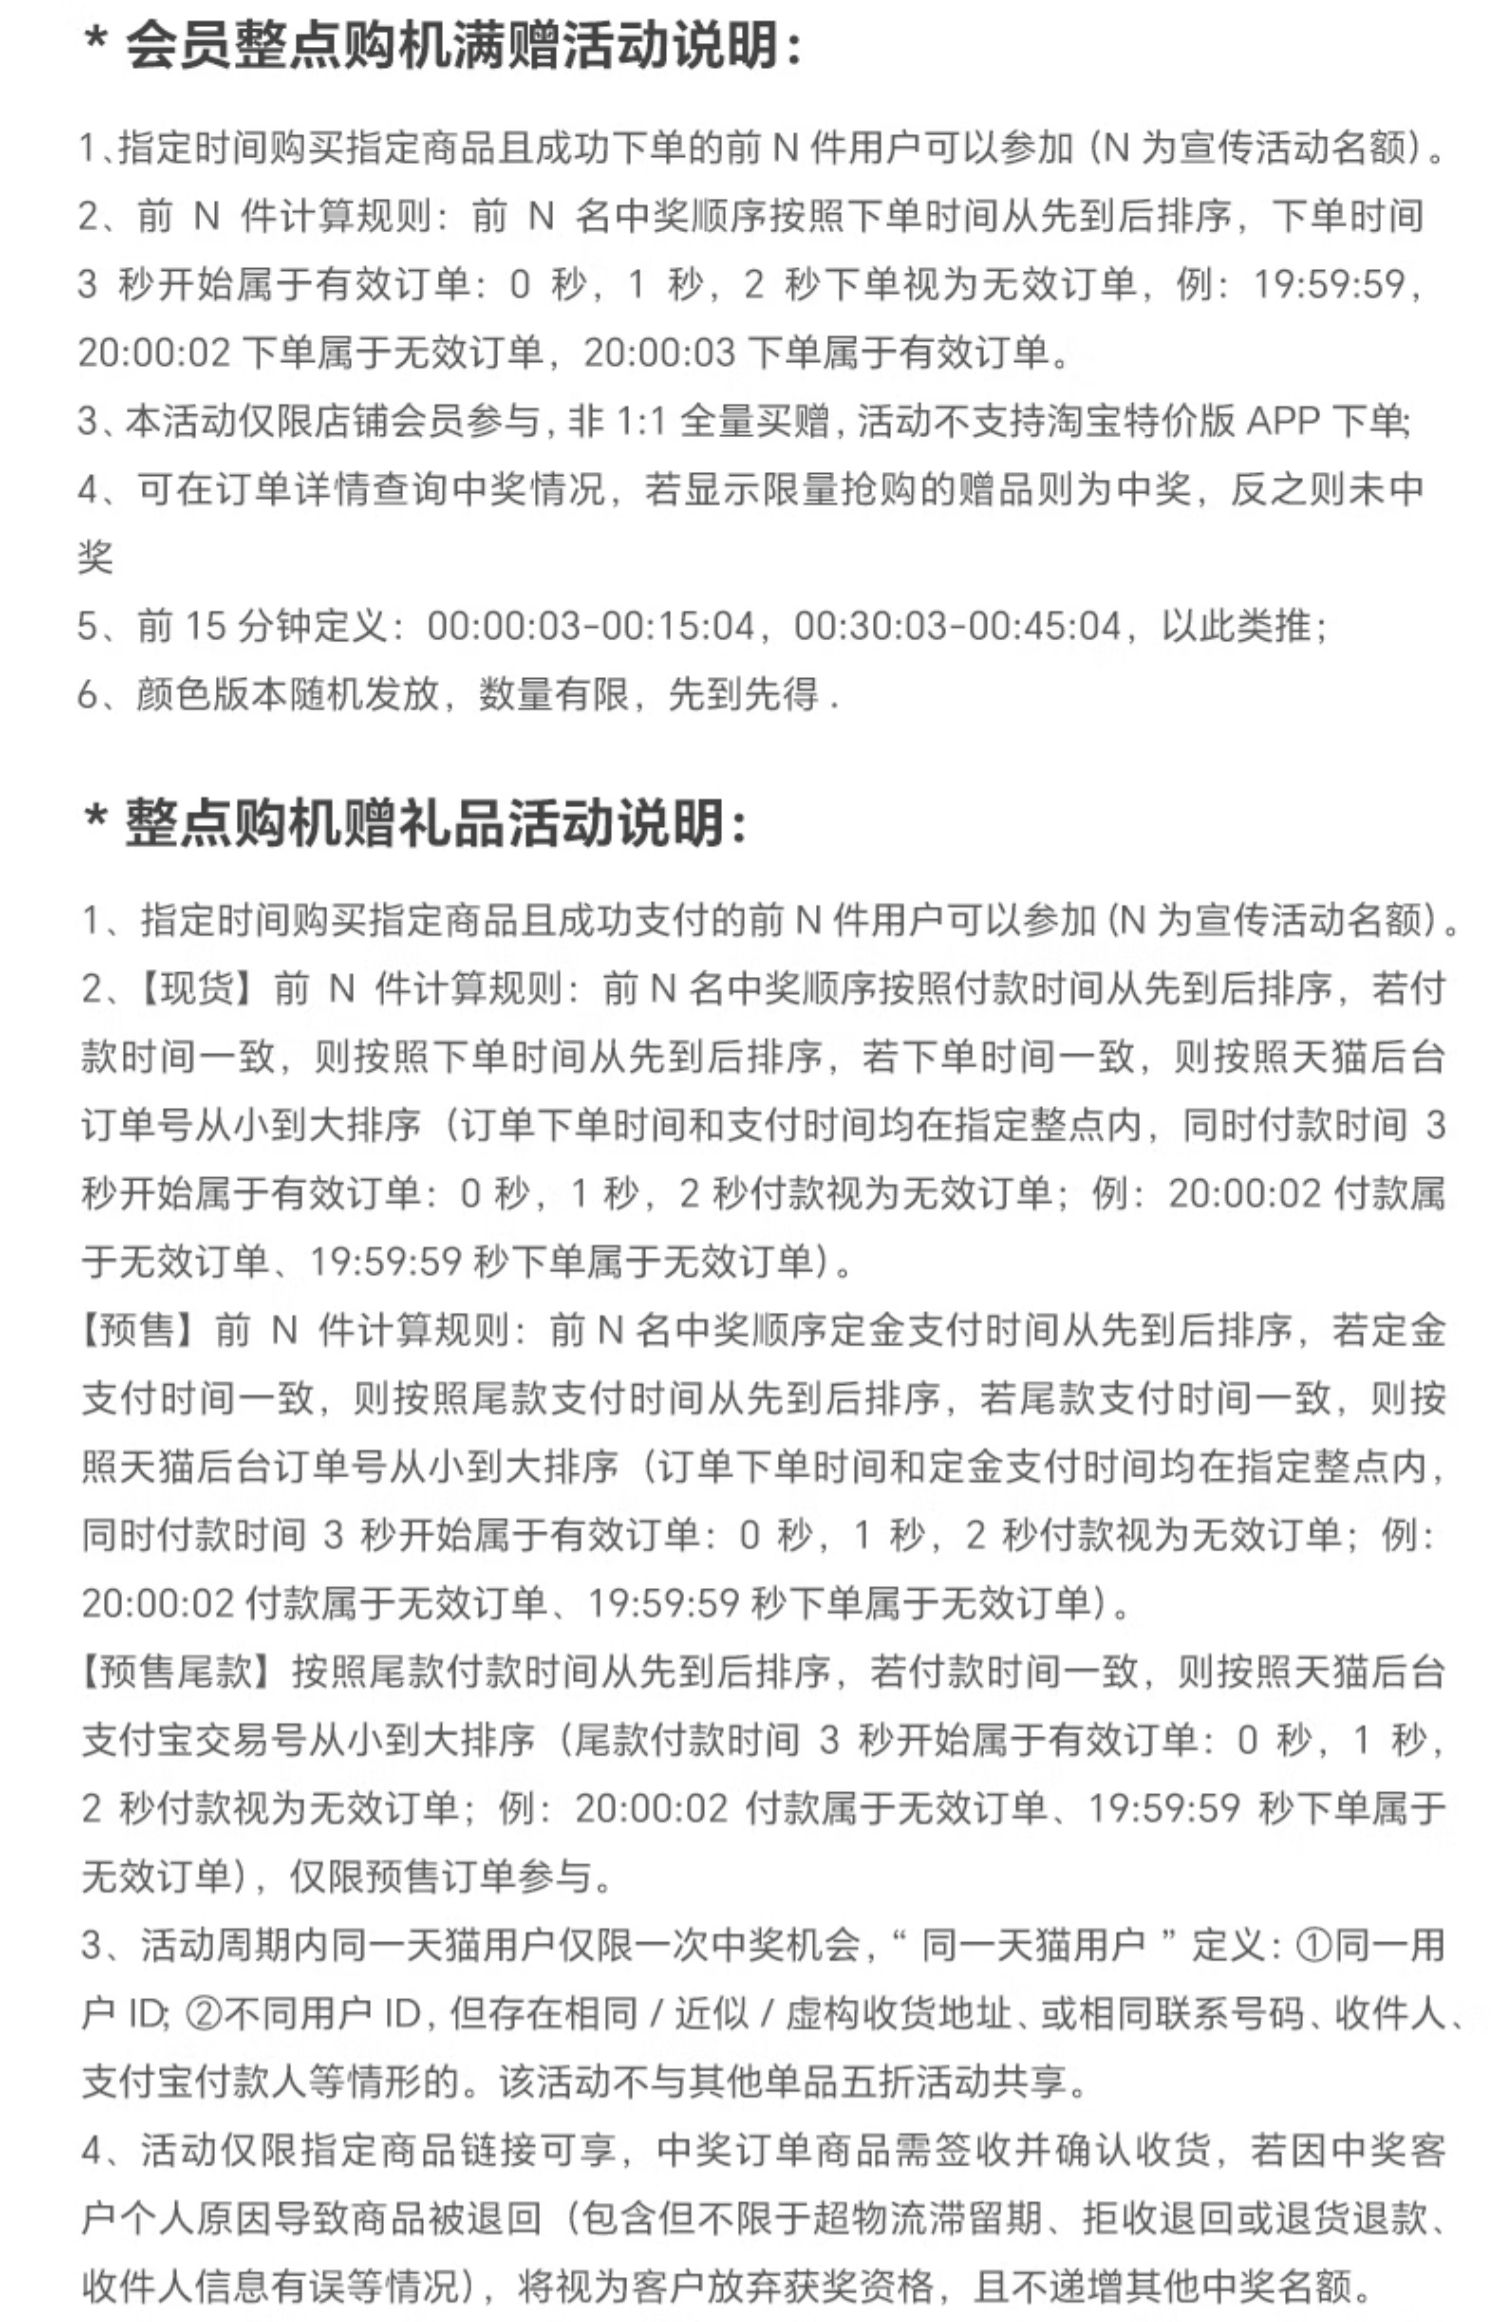 * 会员整点购机满赠活动说明：
1、指定时间购买指定商品且成功下单的前 N 件用户可以参加（N 为宣传活动名额）。
2、前 N 件计算规则：前 N 名中奖顺序按照下单时间从先到后排序，下单时间
3 秒开始属于有效订单：0 秒，1 秒，2 秒下单视为无效订单，例：19:59:59，
20:00:02 下单属于无效订单，20:00:03 下单属于有效订单。
3、本活动仅限店铺会员参与，非 1:1 全量买赠，活动不支持淘宝特价版 APP 下单；
4、可在订单详情查询中奖情况，若显示限量抢购的赠品则为中奖，反之则未中
奖
5、前 15 分钟定义：00:00:03-00:15:04，00:30:03-00:45:04，以此类推；
6、颜色版本随机发放，数量有限，先到先得 .
* 整点购机赠礼品活动说明：
1、指定时间购买指定商品且成功支付的前 N 件用户可以参加（N 为宣传活动名额）。
2、【现货】前 N 件计算规则：前 N 名中奖顺序按照付款时间从先到后排序，若付
款时间一致，则按照下单时间从先到后排序，若下单时间一致，则按照天猫后台
订单号从小到大排序（订单下单时间和支付时间均在指定整点内，同时付款时间 3
秒开始属于有效订单：0 秒，1 秒，2 秒付款视为无效订单；例：20:00:02 付款属
于无效订单、19:59:59 秒下单属于无效订单）。
【预售】前 N 件计算规则：前 N 名中奖顺序定金支付时间从先到后排序，若定金
支付时间一致，则按照尾款支付时间从先到后排序，若尾款支付时间一致，则按
照天猫后台订单号从小到大排序（订单下单时间和定金支付时间均在指定整点内，
同时付款时间 3 秒开始属于有效订单：0 秒，1 秒，2 秒付款视为无效订单；例：
20:00:02 付款属于无效订单、19:59:59 秒下单属于无效订单）。
【预售尾款】按照尾款付款时间从先到后排序，若付款时间一致，则按照天猫后台
支付宝交易号从小到大排序（尾款付款时间 3 秒开始属于有效订单：0 秒，1 秒，
2 秒付款视为无效订单；例：20:00:02 付款属于无效订单、19:59:59 秒下单属于
无效订单），仅限预售订单参与。
3、活动周期内同一天猫用户仅限一次中奖机会，“ 同一天猫用户 ” 定义：①同一用
户 ID；②不同用户 ID，但存在相同 / 近似 / 虚构收货地址、或相同联系号码、收件人、
支付宝付款人等情形的。该活动不与其他单品五折活动共享。
4、活动仅限指定商品链接可享，中奖订单商品需签收并确认收货，若因中奖客
户个人原因导致商品被退回（包含但不限于超物流滞留期、拒收退回或退货退款、
收件人信息有误等情况），将视为客户放弃获奖资格，且不递增其他中奖名额。